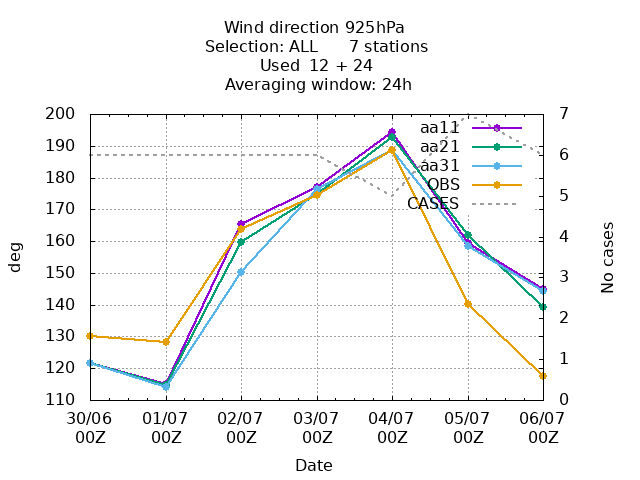 Wind direction 925hPa
Selection: ALL      7 stations
Used  12 + 24
Averaging window: 24h
200
190
180
170
160
150
140
130
120
110
deg
7
6
5
4
3
2
1
0
No cases
aa11
aa21
aa31
OBS
CASES
30/06 01/07 02/07 03/07 04/07 05/07 06/07
00Z 00Z 00Z 00Z 00Z 00Z 00Z
Date